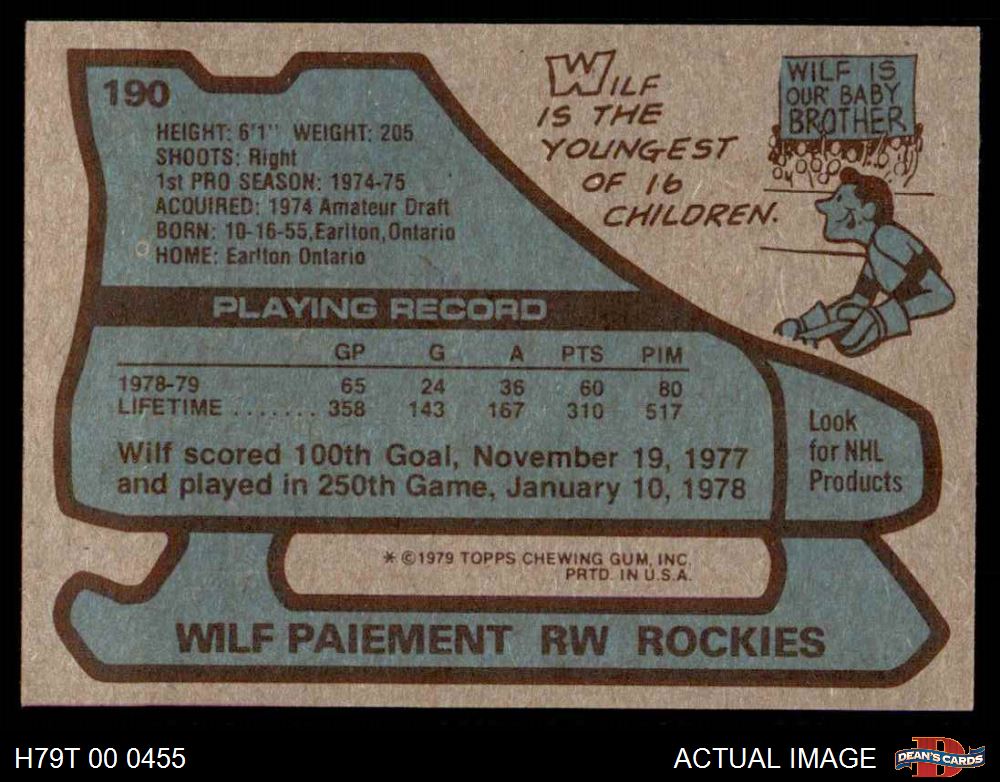 190
HEIGHT: 6'1" WEIGHT: 205
SHOOTS: Right
1st PRO SEASON: 1974-75
ACQUIRED: 1974 Amateur Draft
BORN: 10-16-55, Earlton, Ontario
HOME: Earlton Ontario
WILF
IS THE
YOUNGEST
OF 16
CHILDREN.
WILF IS
OUR BABY
BROTHER
PLAYING RECORD
GP G A PTS PIM
1978-79 65 24 36 60 80
LIFETIME ....... 358 143 167 310 517
Wilf scored 100th Goal, November 19, 1977
and played in 250th Game, January 10, 1978
Look
for NHL
Products
* © 1979 TOPPS CHEWING GUM, INC.
PRTD. IN U.S.A.
WILF PAIEMENT RW ROCKIES
H79T 00 0455
ACTUAL IMAGE
D
DEAN'S CARDS